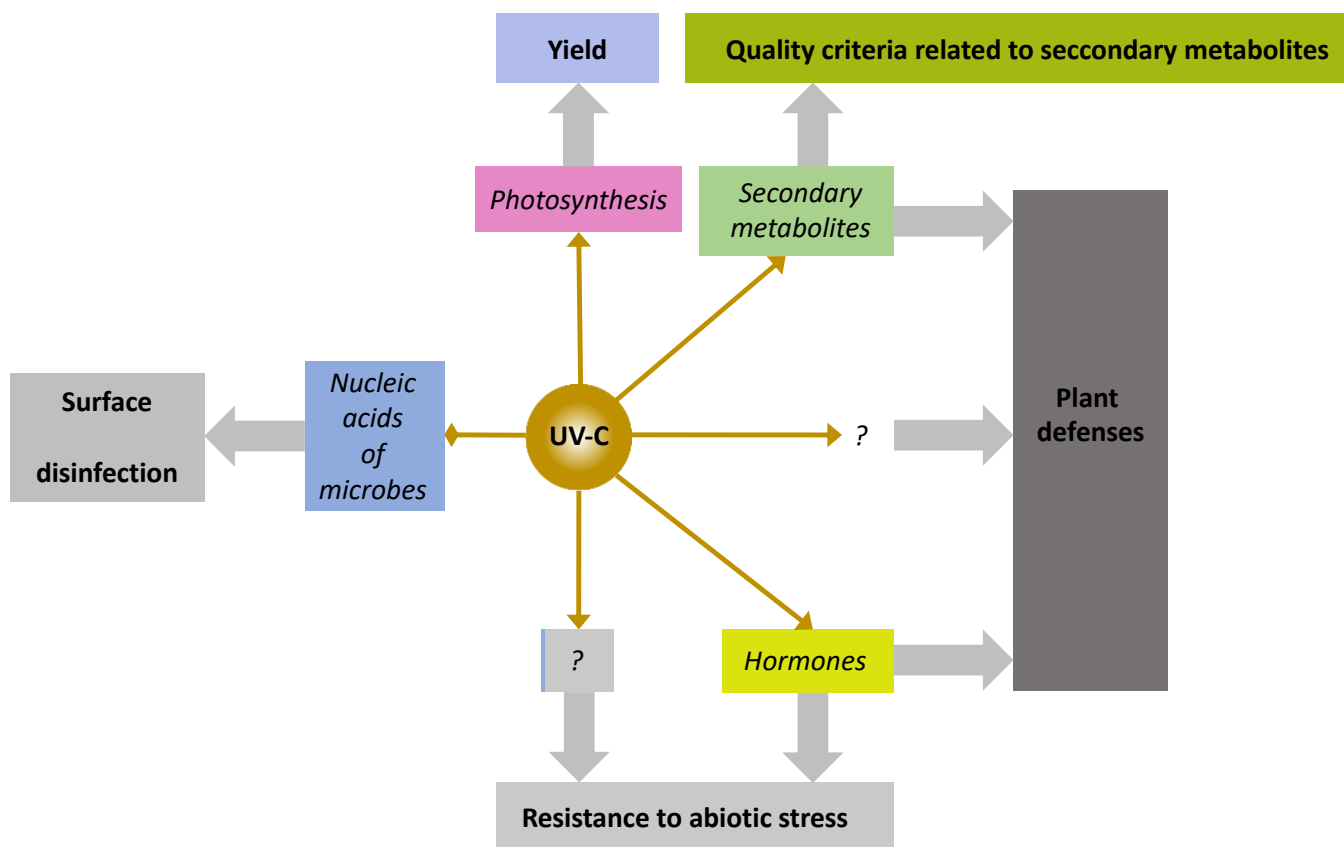 Yield
Quality criteria related to seccondary metabolites
Photosynthesis
Secondary
metabolites
Surface
disinfection
Nucleic
acids
of
microbes
UV-C
?
Plant
defenses
?
Hormones
Resistance to abiotic stress